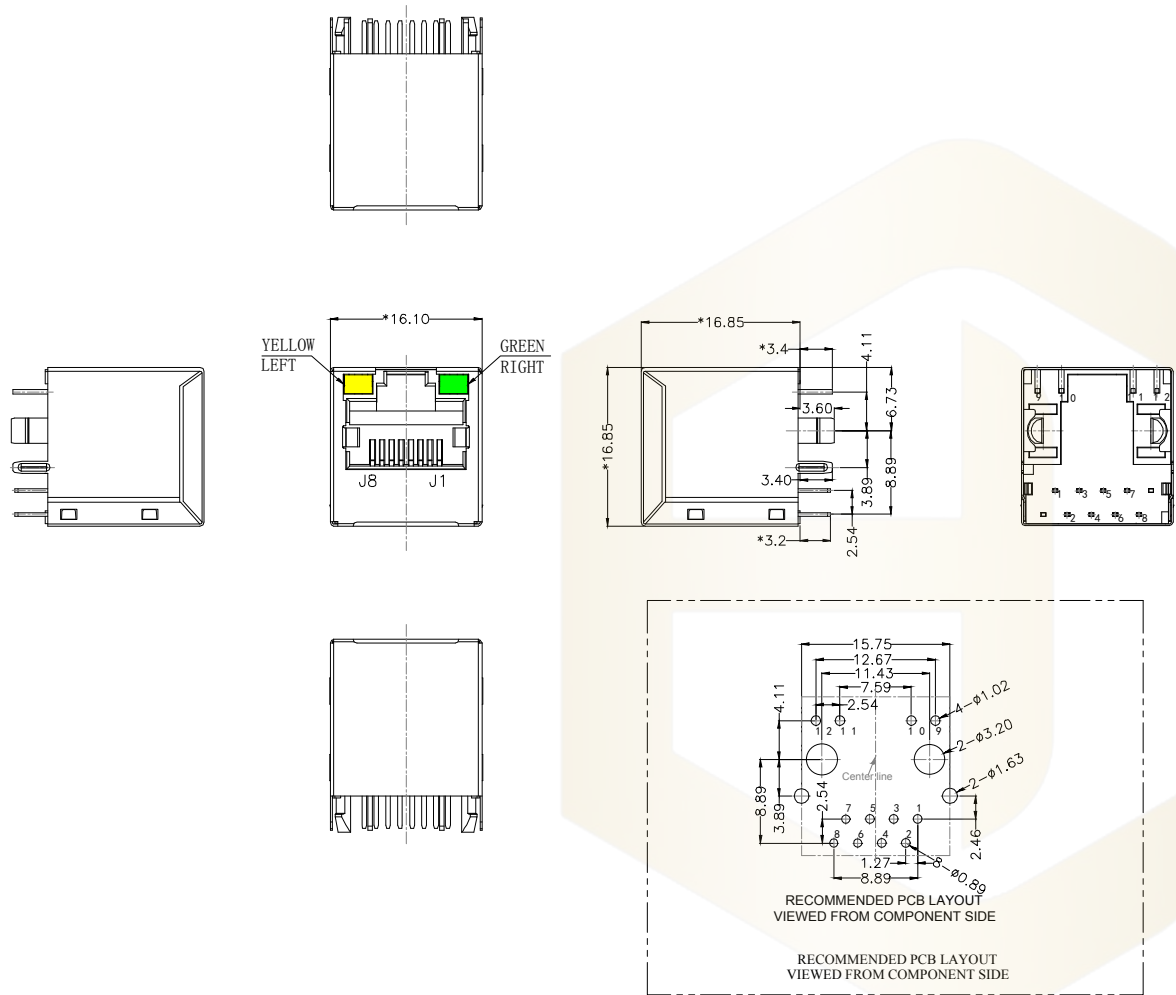 *16.10
YELLOW
LEFT
GREEN
RIGHT
J8 J1
*16.85
*3.4
4.11
6.73
3.60
*16.85
3.40
3.89
8.89
*3.2
2.54
9 10 11 12
1 3 5 7
2 4 6 8
15.75
12.67
11.43
7.59
2.54
4.11
4-ø1.02
12 11 10 9
2-ø3.20
Center line
2-ø1.63
8.89
3.89
2.54
7 5 3 1
8 6 4 2
2.46
1.27
8-ø0.89
8.89
RECOMMENDED PCB LAYOUT
VIEWED FROM COMPONENT SIDE
RECOMMENDED PCB LAYOUT
VIEWED FROM COMPONENT SIDE